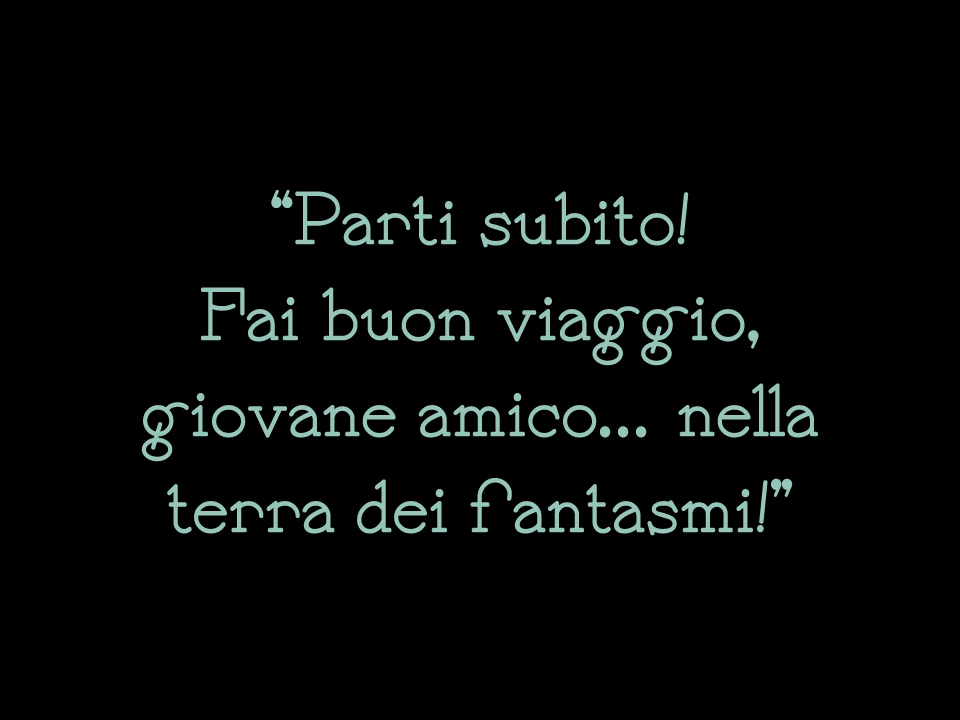 “Parti subito!
Fai buon viaggio,
giovane amico... nella
terra dei fantasmi!”